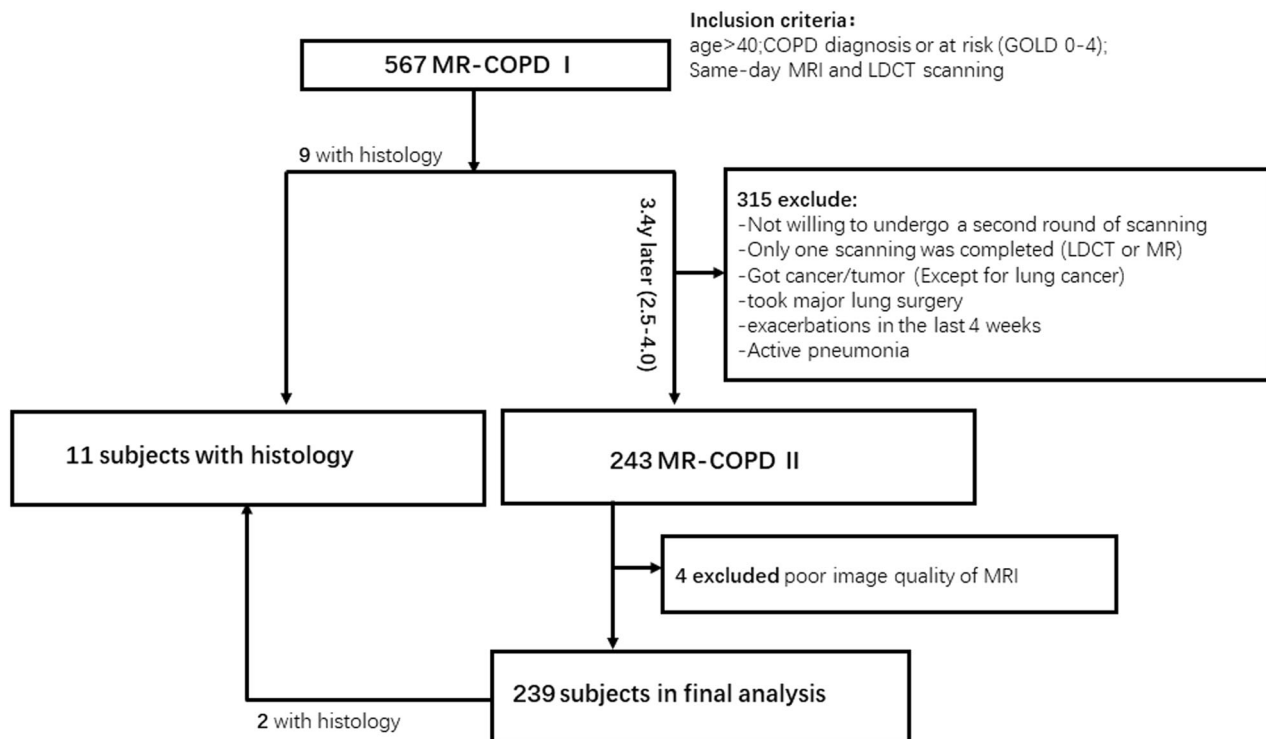 Inclusion criteria:
age>40;COPD diagnosis or at risk (GOLD 0-4);
Same-day MRI and LDCT scanning
567 MR-COPD I
9 with histology
3.4y later (2.5-4.0)
315 exclude:
-Not willing to undergo a second round of scanning
-Only one scanning was completed (LDCT or MR)
-Got cancer/tumor (Except for lung cancer)
-took major lung surgery
-exacerbations in the last 4 weeks
-Active pneumonia
11 subjects with histology
243 MR-COPD II
4 excluded poor image quality of MRI
239 subjects in final analysis
2 with histology